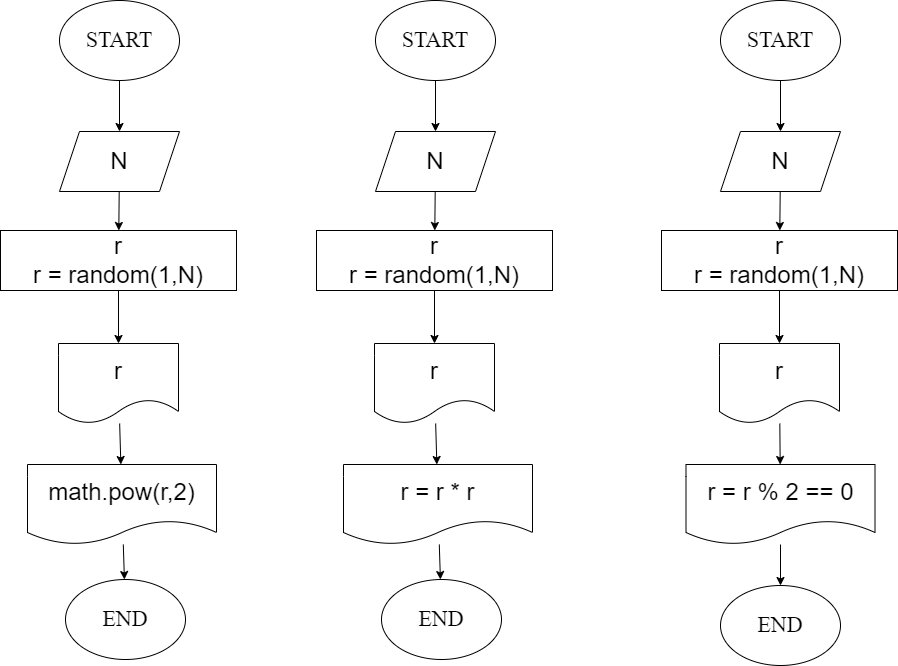 START
N
r
r = random(1,N)
r
math.pow(r,2)
END
START
N
r
r = random(1,N)
r
r = r * r
END
START
N
r
r = random(1,N)
r
r = r % 2 == 0
END